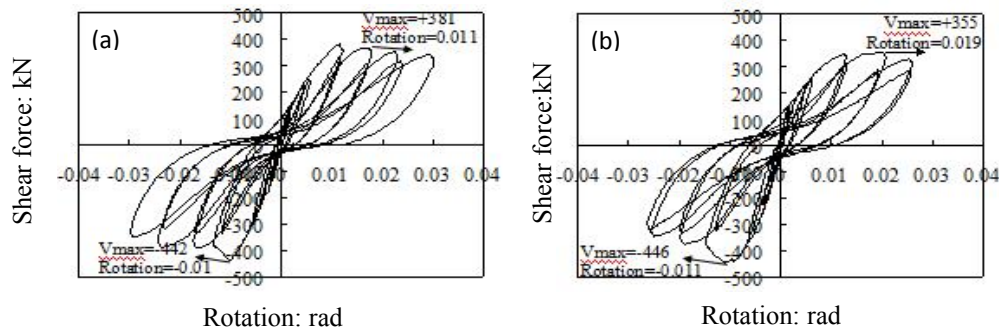 (a)
Vmax=+381
Rotation=0.011
500
400
300
200
100
-0.04 -0.03 -0.02 0 0.01 0.02 0.03 0.04
-200
-300
-400
-500
Vmax=-442
Rotation=-0.01
Shear force: kN
Rotation: rad
(b)
Vmax=+355
Rotation=0.019
500
400
300
200
100
-0.04 -0.03 -0.02 0 0.01 0.02 0.03 0.04
-200
-300
-400
-500
Vmax=-446
Rotation=-0.011
Shear force:kN
Rotation: rad